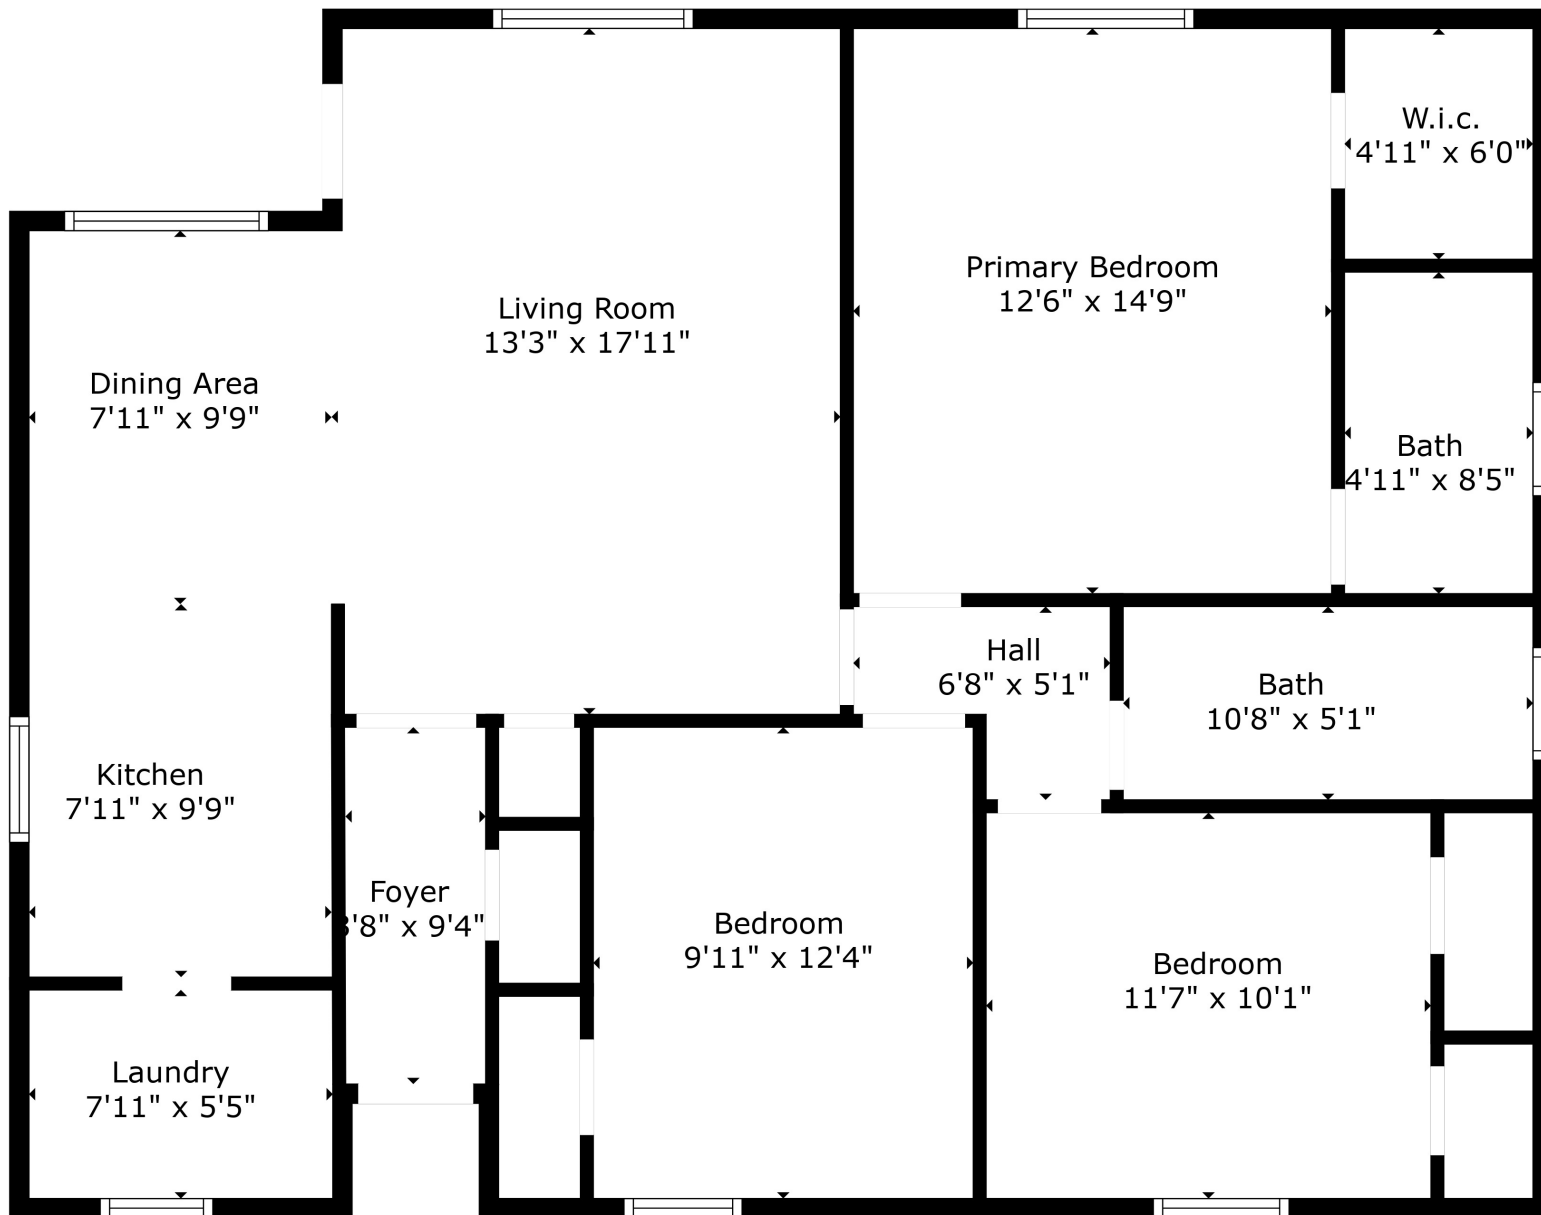 W.i.c.
4'11" x 6'0"
Primary Bedroom
12'6" x 14'9"
Living Room
13'3" x 17'11"
Dining Area
7'11" x 9'9"
Bath
4'11" x 8'5"
Hall
6'8" x 5'1"
Bath
10'8" x 5'1"
Kitchen
7'11" x 9'9"
Foyer
3'8" x 9'4"
Bedroom
9'11" x 12'4"
Bedroom
11'7" x 10'1"
Laundry
7'11" x 5'5"